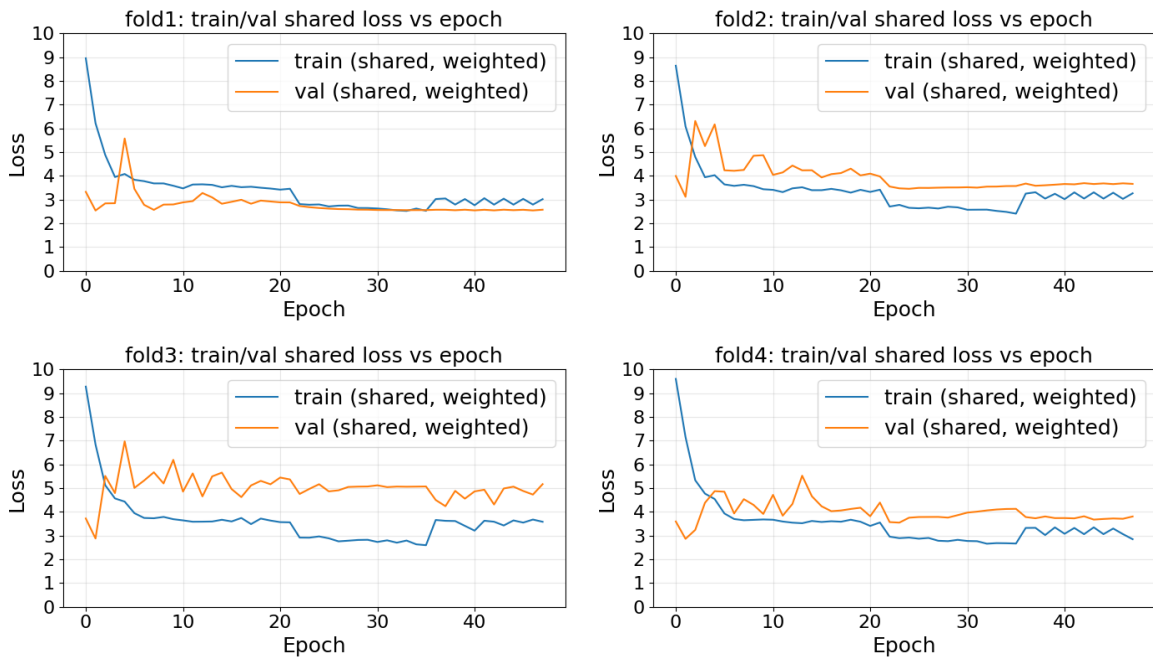 fold1: train/val shared loss vs epoch
10
9
8
7
6
5
4
3
2
1
0
Loss
train (shared, weighted)
val (shared, weighted)
0 10 20 30 40
Epoch
fold2: train/val shared loss vs epoch
10
9
8
7
6
5
4
3
2
1
0
Loss
train (shared, weighted)
val (shared, weighted)
0 10 20 30 40
Epoch
fold3: train/val shared loss vs epoch
10
9
8
7
6
5
4
3
2
1
0
Loss
train (shared, weighted)
val (shared, weighted)
0 10 20 30 40
Epoch
fold4: train/val shared loss vs epoch
10
9
8
7
6
5
4
3
2
1
0
Loss
train (shared, weighted)
val (shared, weighted)
0 10 20 30 40
Epoch